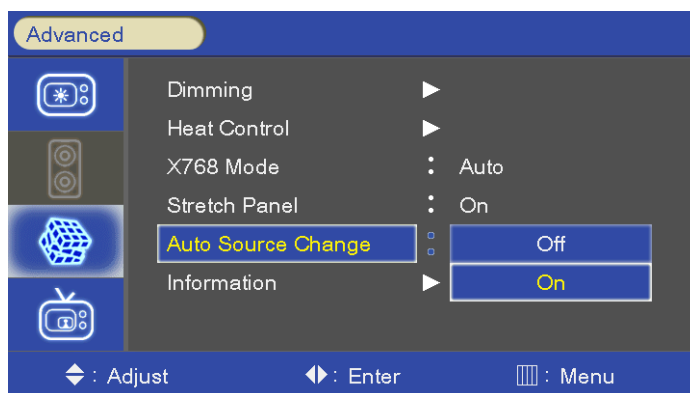 Advanced
Dimming ▶
Heat Control ▶
X768 Mode : Auto
Stretch Panel : On
Auto Source Change : Off
Information ▶ On
: Adjust : Enter : Menu